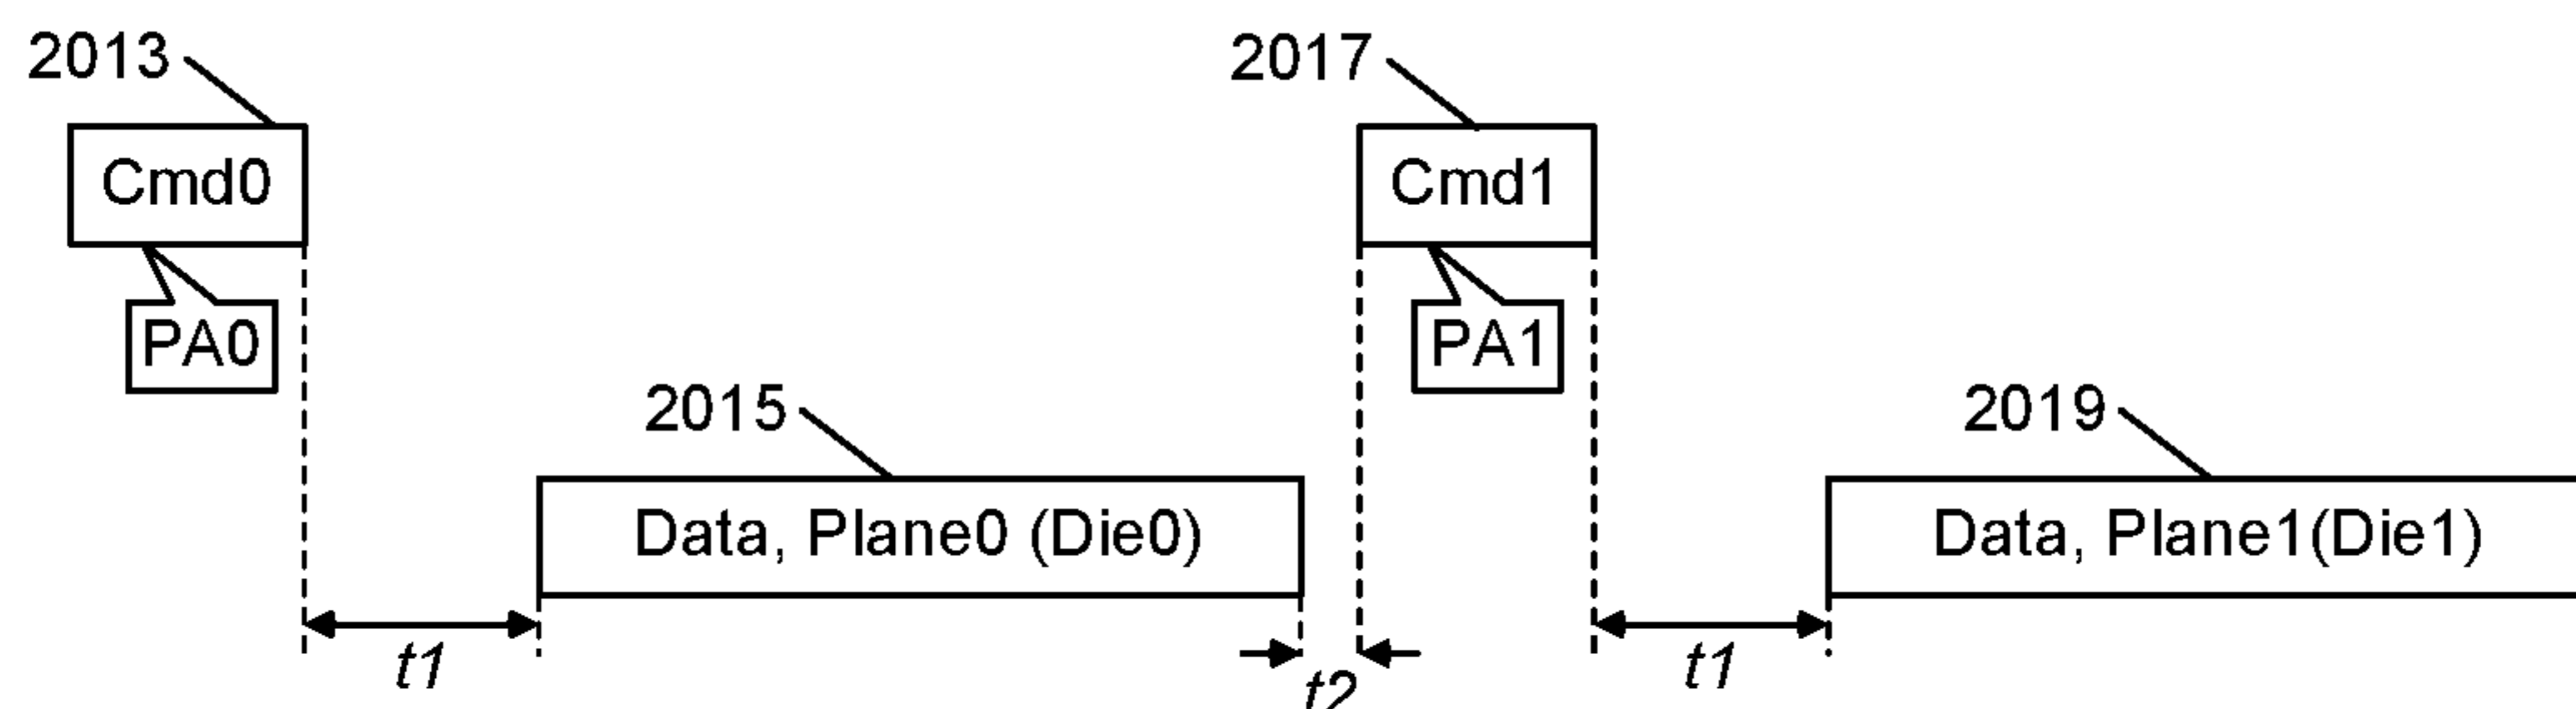 2013
2017
Cmd0
Cmd1
PA0
PA1
2015
2019
Data, Plane0 (Die0)
Data, Plane1(Die1)
t1
t2
t1